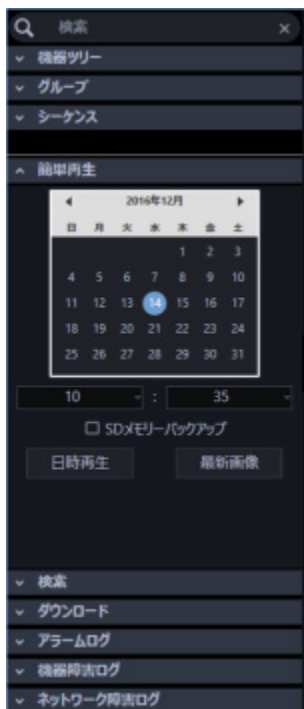 検索 ×
機器ツリー
グループ
シーケンス
簡単再生
2016年12月
日 月 火 水 木 金 土
1 2 3
4 5 6 7 8 9 10
11 12 13 14 15 16 17
18 19 20 21 22 23 24
25 26 27 28 29 30 31
10 : 35
SDメモリーバックアップ
日時再生 最新画像
検索
ダウンロード
アラームログ
機器障害ログ
ネットワーク障害ログ